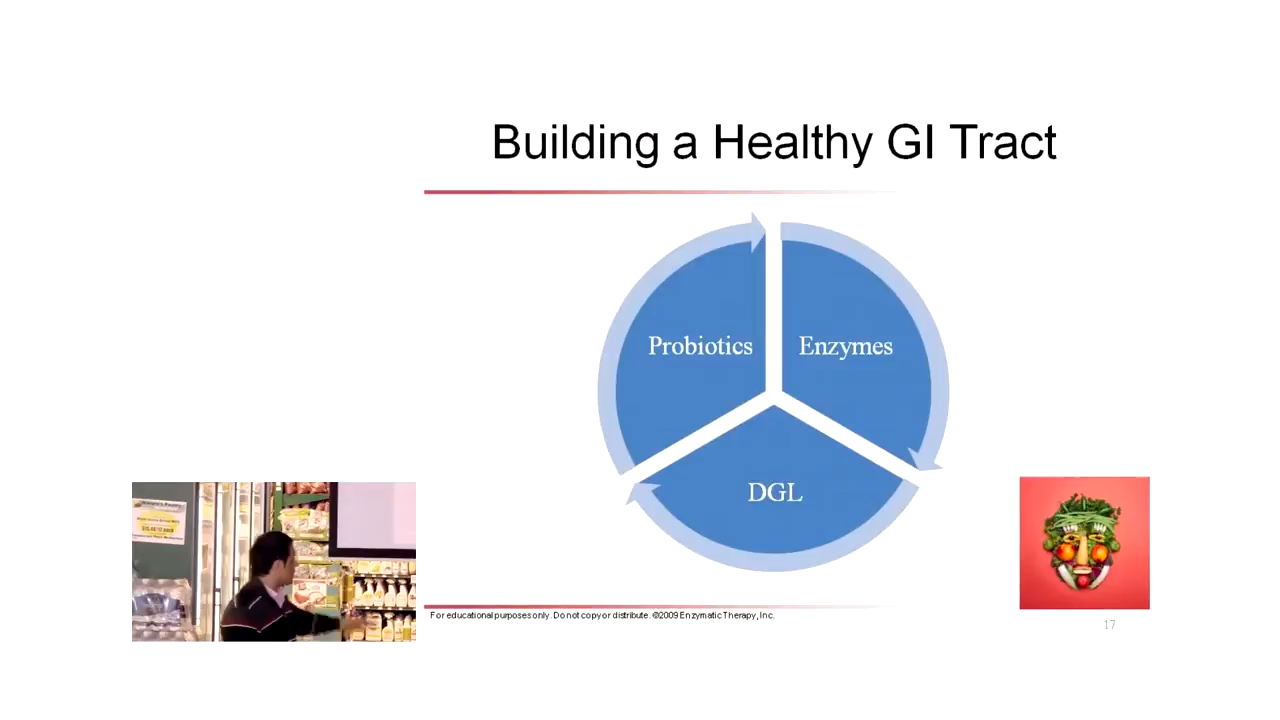 Building a Healthy GI Tract
Probiotics
Enzymes
DGL
For educational purposes only. Do not copy or distribute. ©2009 Enzymatic Therapy, Inc.
17